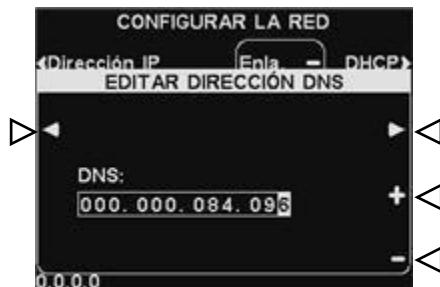 CONFIGURAR LA RED
Dirección IP Enla. DHCP
EDITAR DIRECCIÓN DNS
DNS:
000. 000. 084. 096
+
-
0.0.0.0